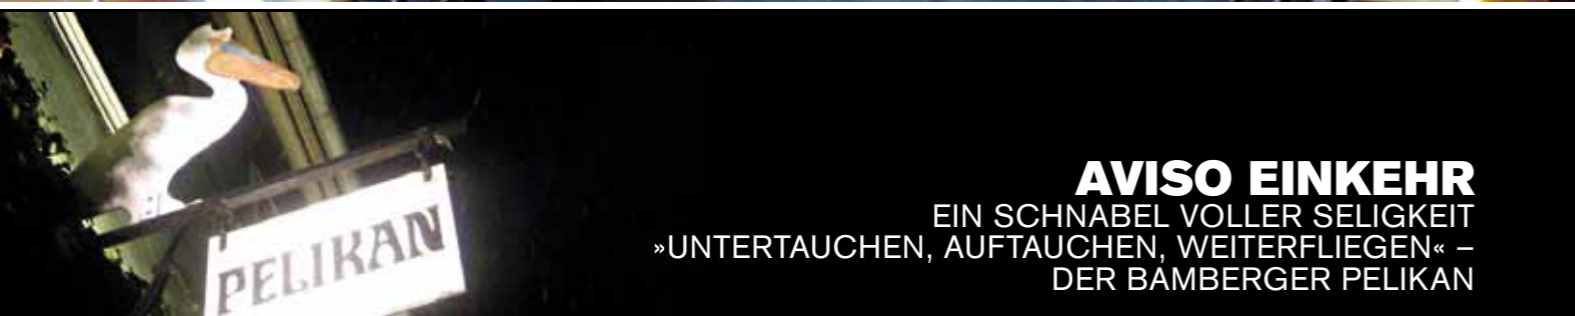 PELIKAN
AVISO EINKEHR
EIN SCHNABEL VOLLER SELIGKEIT
»UNTERTAUCHEN, AUFTAUCHEN, WEITERFLIEGEN« –
DER BAMBERGER PELIKAN